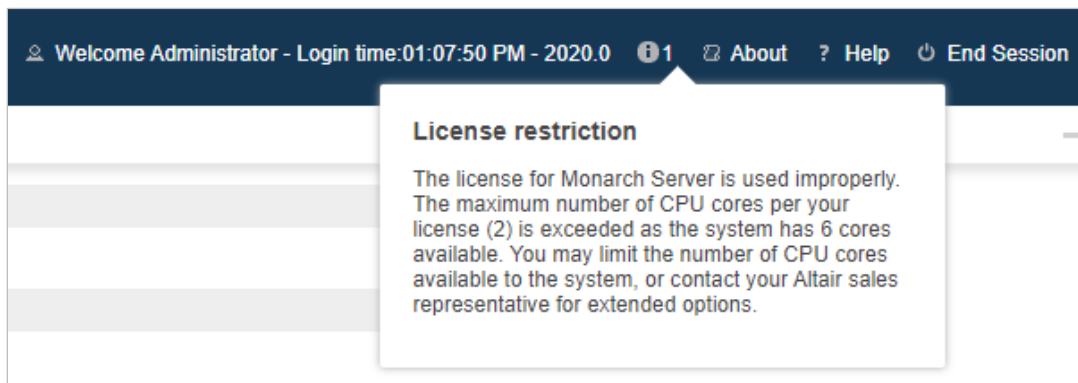 Welcome Administrator - Login time:01:07:50 PM - 2020.0 1 About ? Help End Session
License restriction
The license for Monarch Server is used improperly.
The maximum number of CPU cores per your
license (2) is exceeded as the system has 6 cores
available. You may limit the number of CPU cores
available to the system, or contact your Altair sales
representative for extended options.